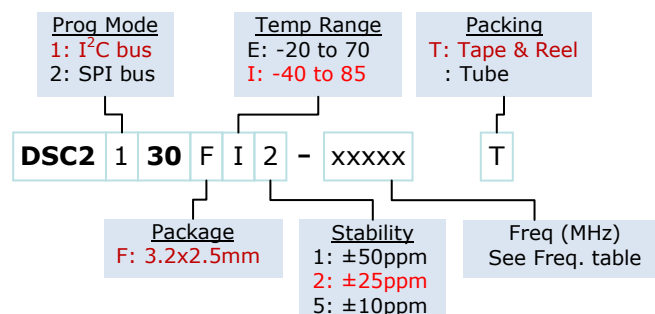 Prog Mode
1: I²C bus
2: SPI bus
Temp Range
E: -20 to 70
I: -40 to 85
Packing
T: Tape & Reel
: Tube
DSC2 1 30 F I 2 – xxxxx T
Package
F: 3.2x2.5mm
Stability
1: ±50ppm
2: ±25ppm
5: ±10ppm
Freq (MHz)
See Freq. table